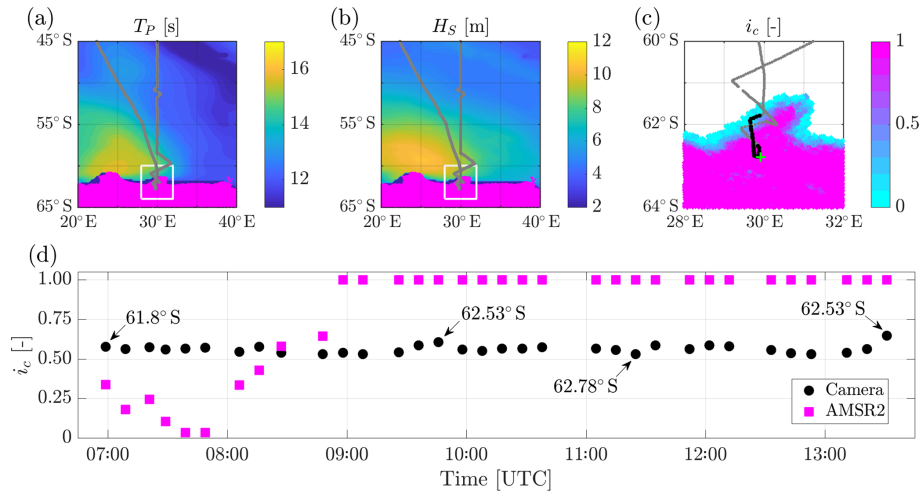 (a) T_P [s]
(b) H_S [m]
(c) i_c [-]
45°S
55°S
65°S
20°E 30°E 40°E
16
14
12
45°S
55°S
65°S
20°E 30°E 40°E
12
10
8
6
4
2
60°S
62°S
64°S
28°E 30°E 32°E
1
0.5
0
(d)
1.00
0.75
0.50
0.25
0
i_c [-]
61.8°S
62.53°S
62.78°S
62.53°S
Camera
AMSR2
07:00 08:00 09:00 10:00 11:00 12:00 13:00
Time [UTC]